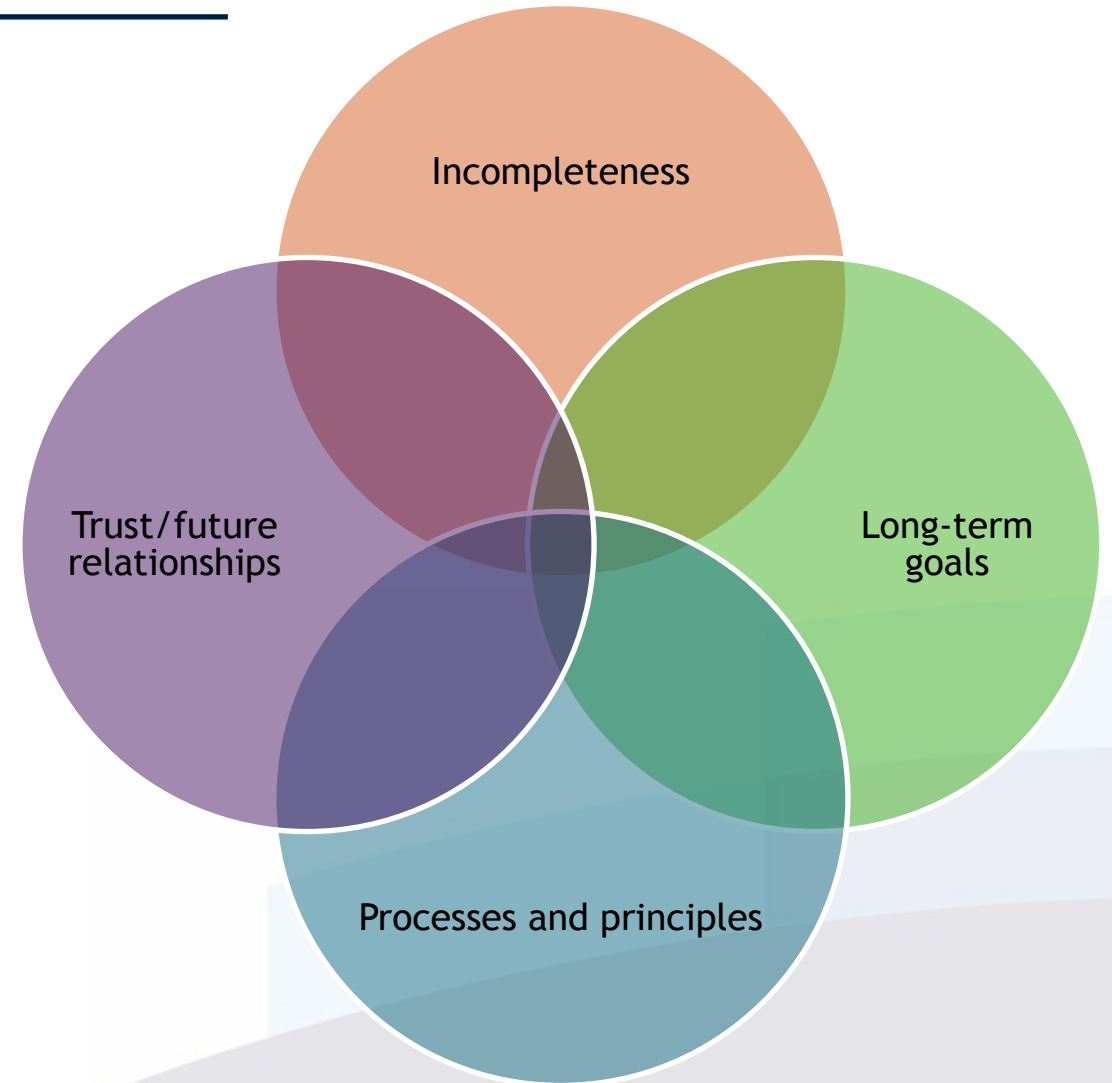 Incompleteness
Trust/future
relationships
Long-term
goals
Processes and principles